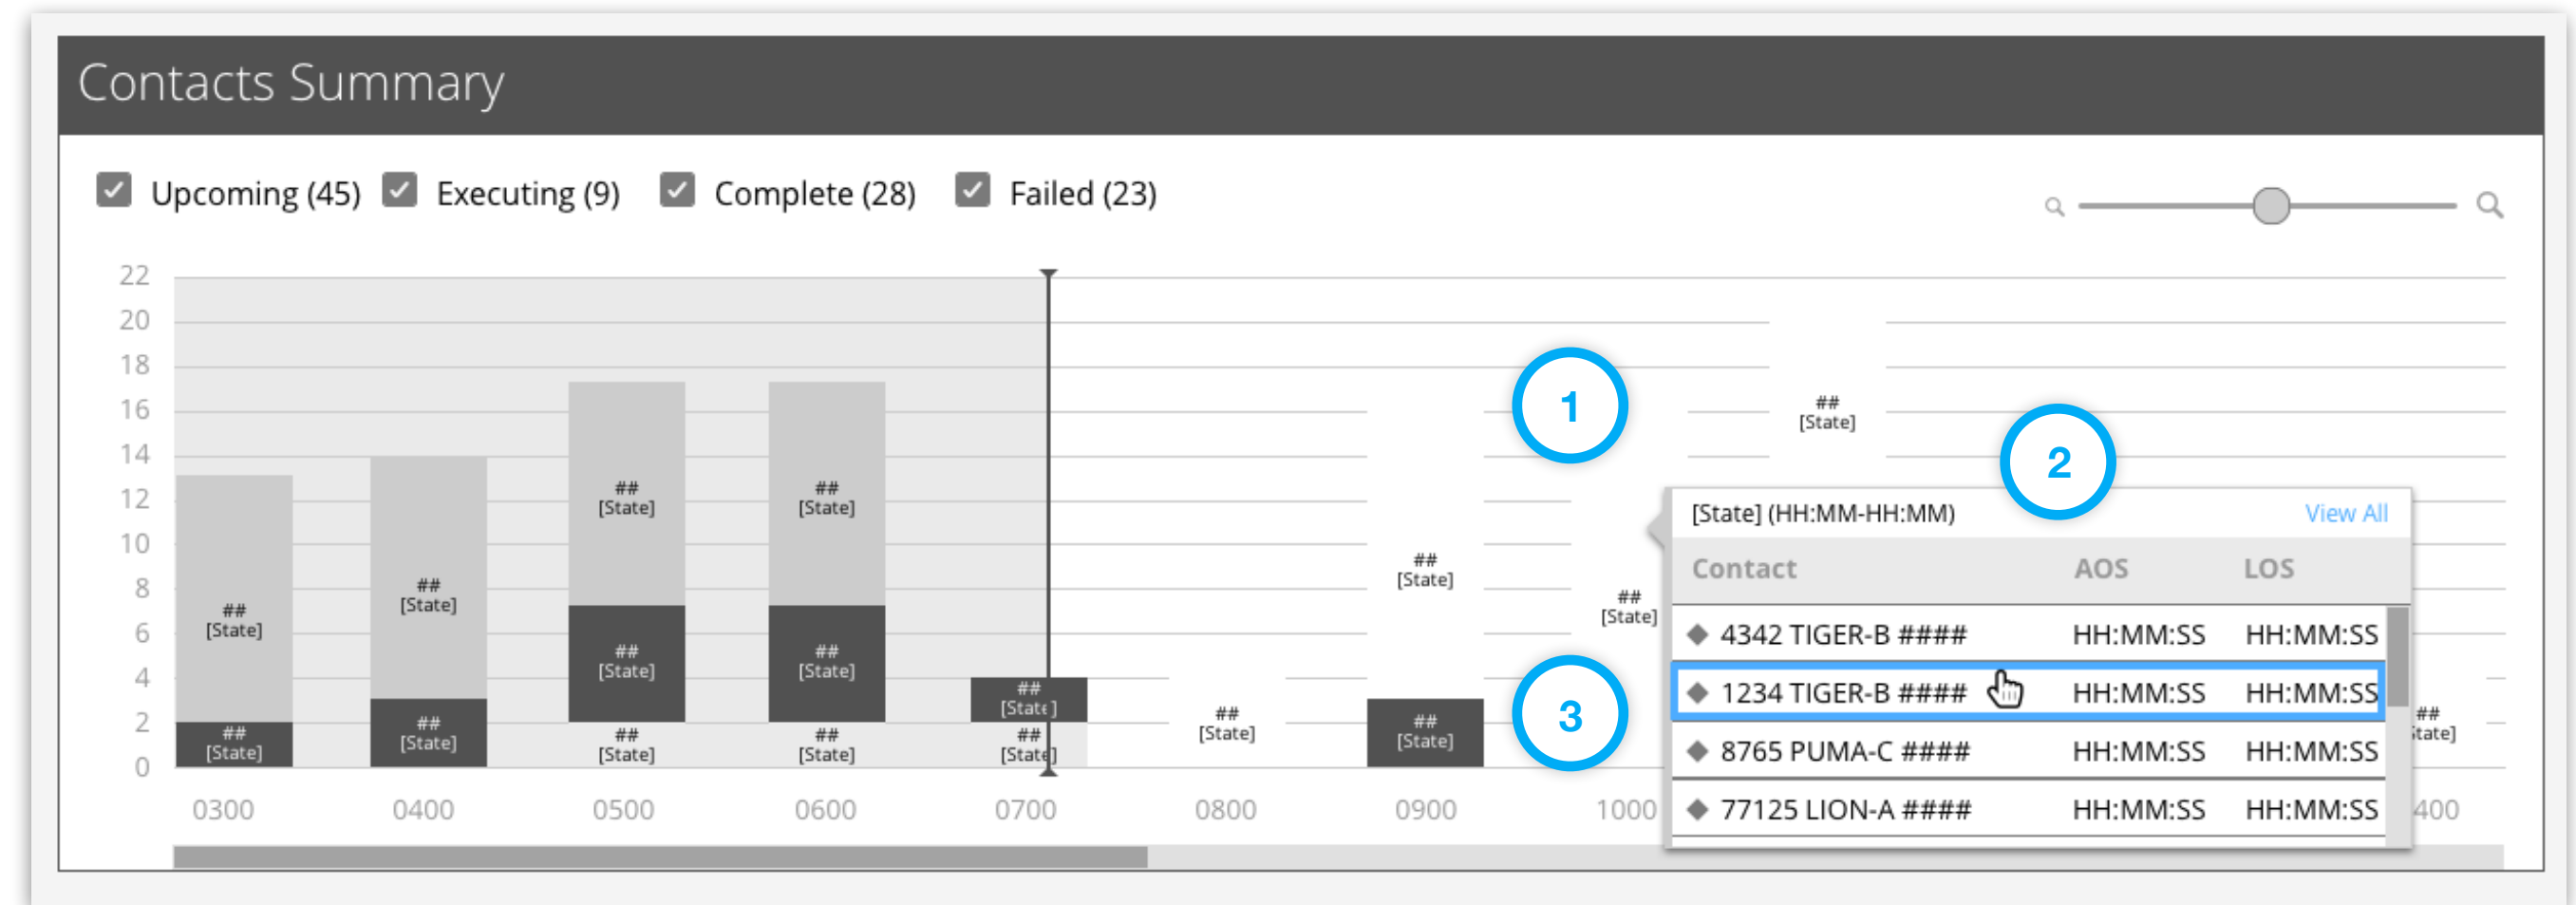 Contacts Summary
Upcoming (45) Executing (9) Complete (28) Failed (23)
22
20
18
16
14
12
10
8
6
4
2
0
##
[State]
##
[State]
##
[State]
##
[State]
##
[State]
##
[State]
##
[State]
##
[State]
##
[State]
##
[State]
##
[State]
##
[State]
##
[State]
##
[State]
##
[State]
##
[State]
##
[State]
##
tate]
1
2
3
[State] (HH:MM-HH:MM) View All
Contact AOS LOS
4342 TIGER-B #### HH:MM:SS HH:MM:SS
1234 TIGER-B #### HH:MM:SS HH:MM:SS
8765 PUMA-C #### HH:MM:SS HH:MM:SS
77125 LION-A #### HH:MM:SS HH:MM:SS
0300 0400 0500 0600 0700 0800 0900 1000 400